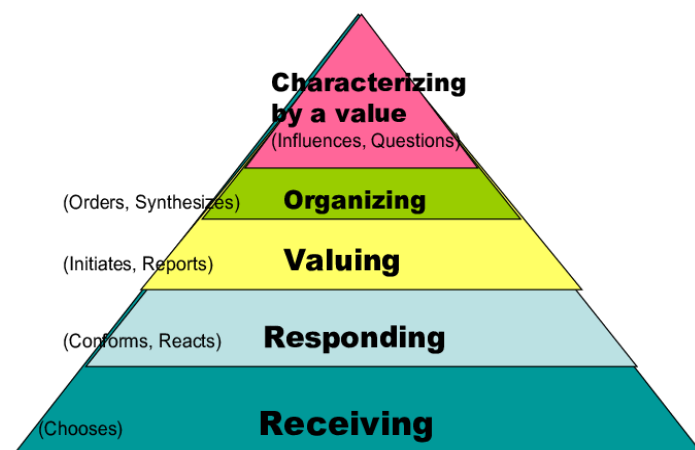 Characterizing
by a value
(Influences, Questions)
(Orders, Synthesizes) Organizing
(Initiates, Reports) Valuing
(Conforms, Reacts) Responding
(Chooses) Receiving